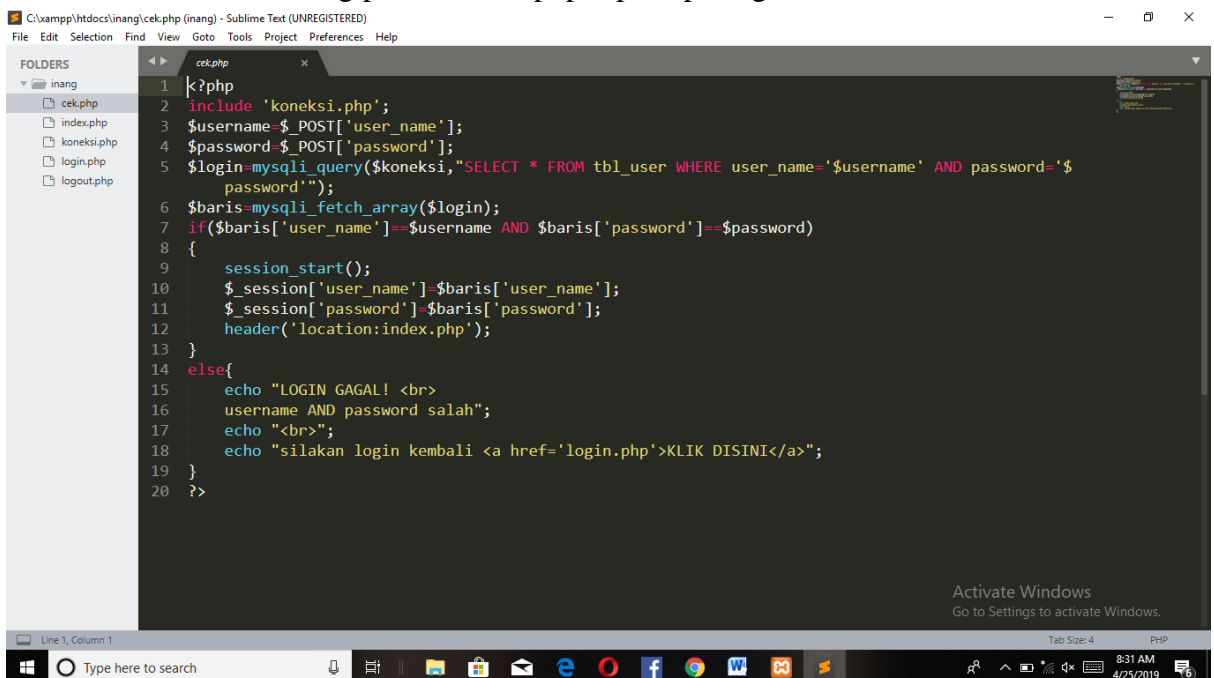 C:\xampp\htdocs\inang\cek.php (inang) - Sublime Text (UNREGISTERED)
File Edit Selection Find View Goto Tools Project Preferences Help
FOLDERS
inang
cek.php
index.php
koneksi.php
login.php
logout.php
cek.php ×
1 <?php
2 include 'koneksi.php';
3 $username=$_POST['user_name'];
4 $password=$_POST['password'];
5 $login=mysqli_query($koneksi,"SELECT * FROM tbl_user WHERE user_name='$username' AND password='$
password'");
6 $baris=mysqli_fetch_array($login);
7 if($baris['user_name']==$username AND $baris['password']==$password)
8 {
9 session_start();
10 $_session['user_name']=$baris['user_name'];
11 $_session['password']=$baris['password'];
12 header('location:index.php');
13 }
14 else{
15 echo "LOGIN GAGAL! <br>
16 username AND password salah";
17 echo "<br>";
18 echo "silakan login kembali <a href='login.php'>KLIK DISINI</a>";
19 }
20 ?>
Activate Windows
Go to Settings to activate Windows.
Line 1, Column 1 Tab Size: 4 PHP
Type here to search
8:31 AM
4/25/2019